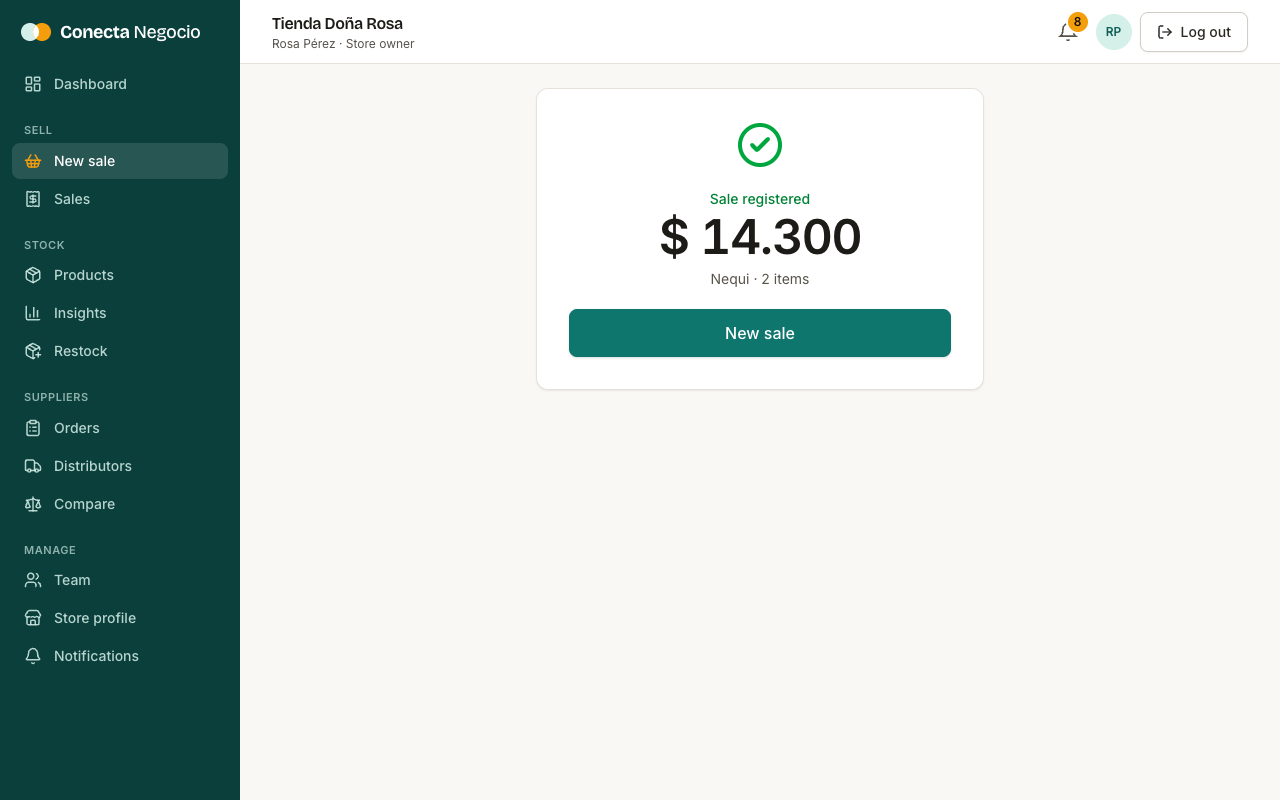 Conecta Negocio
Dashboard
SELL
New sale
Sales
STOCK
Products
Insights
Restock
SUPPLIERS
Orders
Distributors
Compare
MANAGE
Team
Store profile
Notifications
Tienda Doña Rosa
Rosa Pérez · Store owner
8
RP
Log out
Sale registered
$ 14.300
Nequi · 2 items
New sale